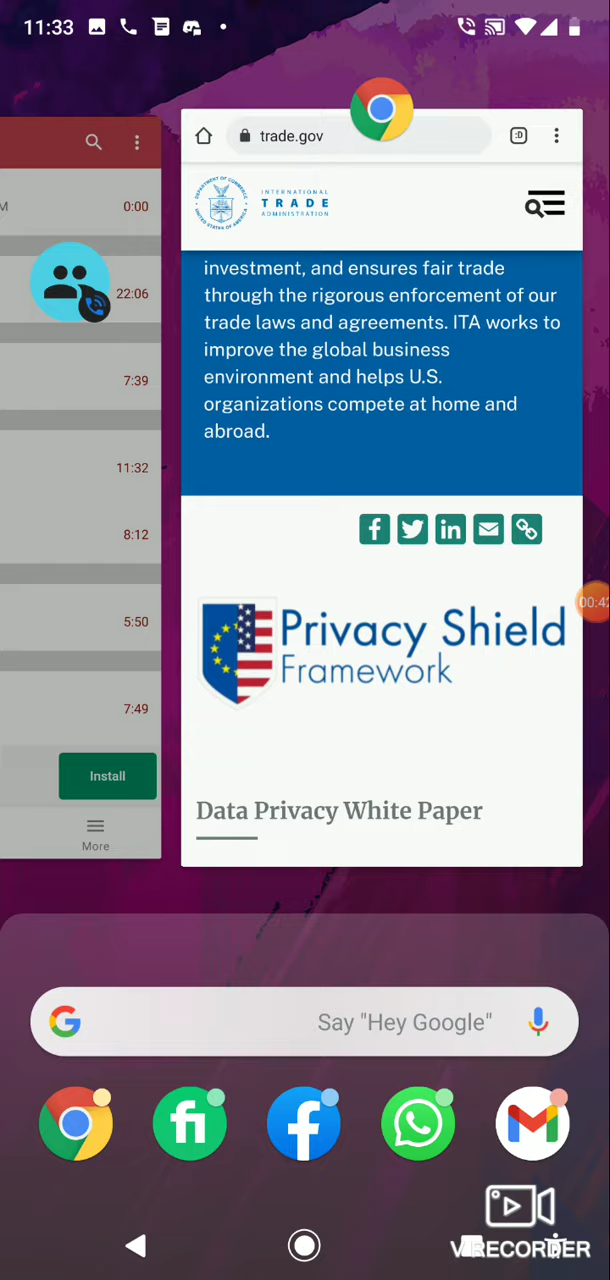 11:33
trade.gov
:D
INTERNATIONAL
TRADE
ADMINISTRATION
M
0:00
22:06
7:39
11:32
8:12
5:50
7:49
Install
More
investment, and ensures fair trade
through the rigorous enforcement of our
trade laws and agreements. ITA works to
improve the global business
environment and helps U.S.
organizations compete at home and
abroad.
00:42
Privacy Shield
Framework
Data Privacy White Paper
Say "Hey Google"
fi
V RECORDER